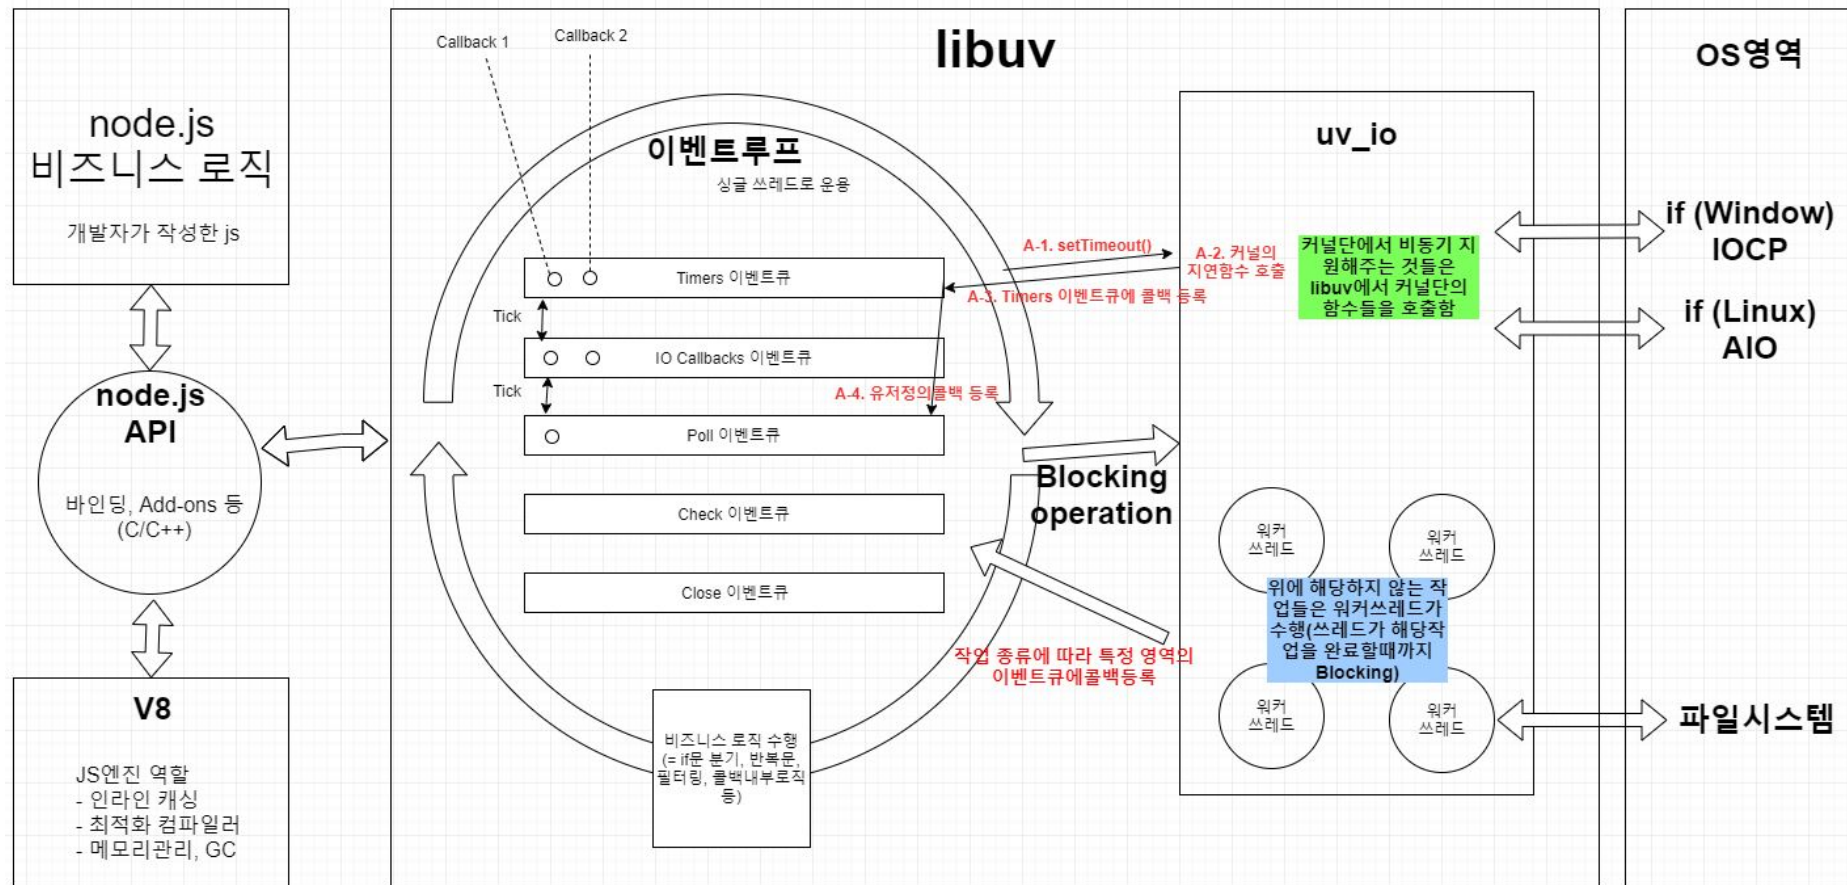 node.js
비즈니스 로직
개발자가 작성한 js
node.js
API
바인딩, Add-ons 등
(C/C++)
V8
JS엔진 역할
- 인라인 캐싱
- 최적화 컴파일러
- 메모리관리, GC
libuv
Callback 1
Callback 2
이벤트루프
싱글 쓰레드로 운용
Timers 이벤트큐
Tick
IO Callbacks 이벤트큐
Tick
Poll 이벤트큐
Check 이벤트큐
Close 이벤트큐
비즈니스 로직 수행
(= if문 분기, 반복문,
필터링, 콜백내부로직
등)
A-1. setTimeout()
A-2. 커널의
지연함수 호출
A-3. Timers 이벤트큐에 콜백 등록
A-4. 유저정의콜백 등록
Blocking
operation
작업 종류에 따라 특정 영역의
이벤트큐에콜백등록
uv_io
커널단에서 비동기 지
원해주는 것들은
libuv에서 커널단의
함수들을 호출함
워커
쓰레드
워커
쓰레드
위에 해당하지 않는 작
업들은 워커쓰레드가
수행(쓰레드가 해당작
업을 완료할때까지
Blocking)
워커
쓰레드
워커
쓰레드
OS영역
if (Window)
IOCP
if (Linux)
AIO
파일시스템